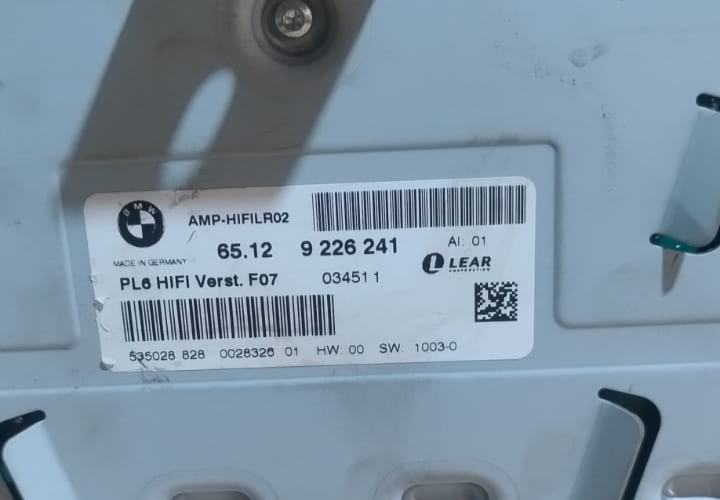 BMW
AMP-HIFILR02
65.12 9 226 241 AI: 01
MADE IN GERMANY
LEAR
CORPORATION
PL6 HIFI Verst. F07 034511
535028 828 0028326 01 HW: 00 SW: 1003-0